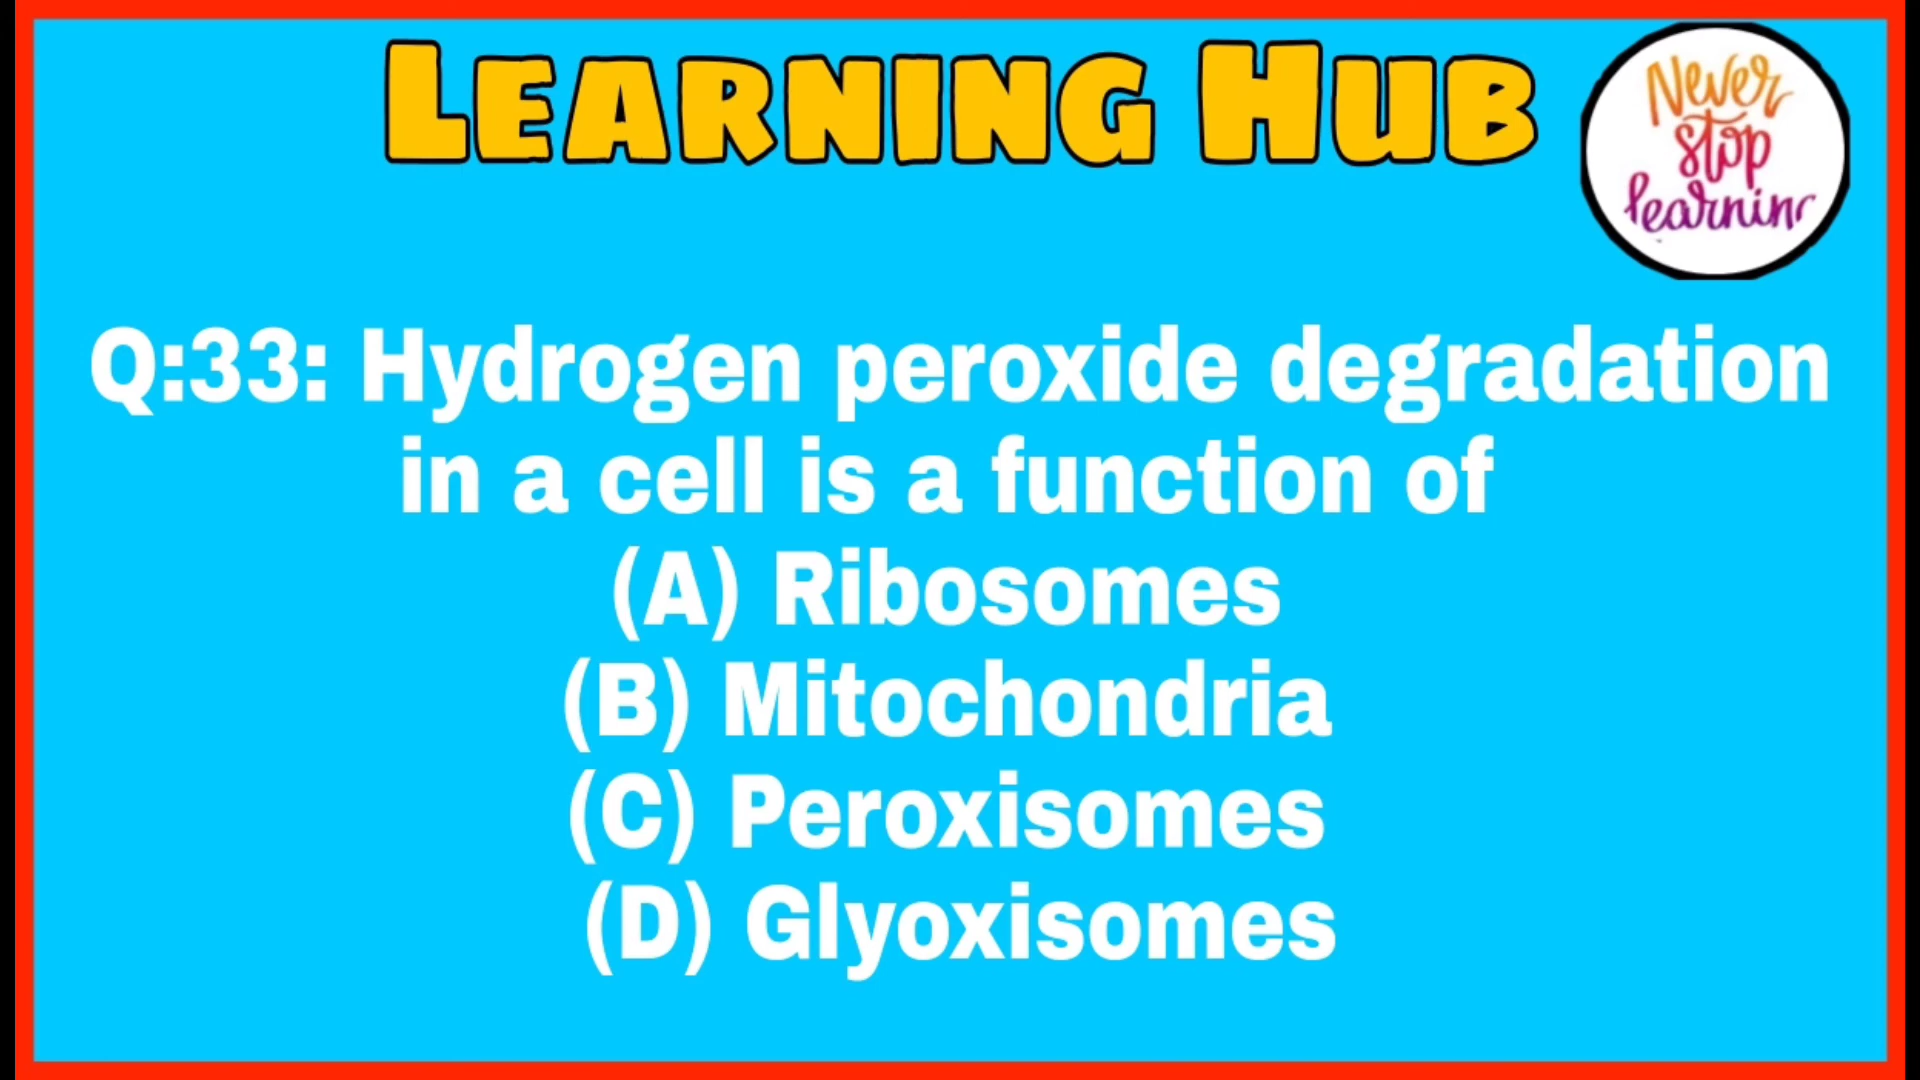 LEARNING HUB
Never
stop
learnin
Q:33: Hydrogen peroxide degradation
in a cell is a function of
(A) Ribosomes
(B) Mitochondria
(C) Peroxisomes
(D) Glyoxisomes